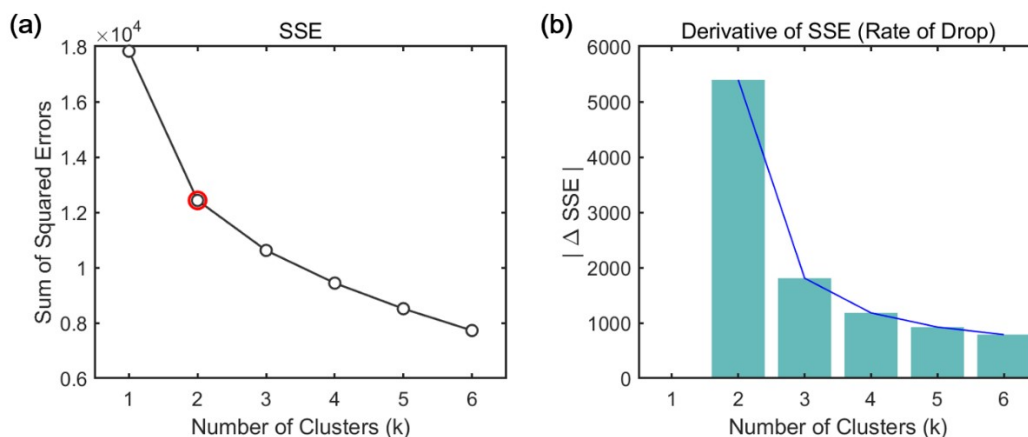 (a)
SSE
×10⁴
1.8
1.6
1.4
1.2
1
0.8
0.6
Sum of Squared Errors
1 2 3 4 5 6
Number of Clusters (k)
(b)
Derivative of SSE (Rate of Drop)
6000
5000
4000
3000
2000
1000
0
| Δ SSE |
1 2 3 4 5 6
Number of Clusters (k)